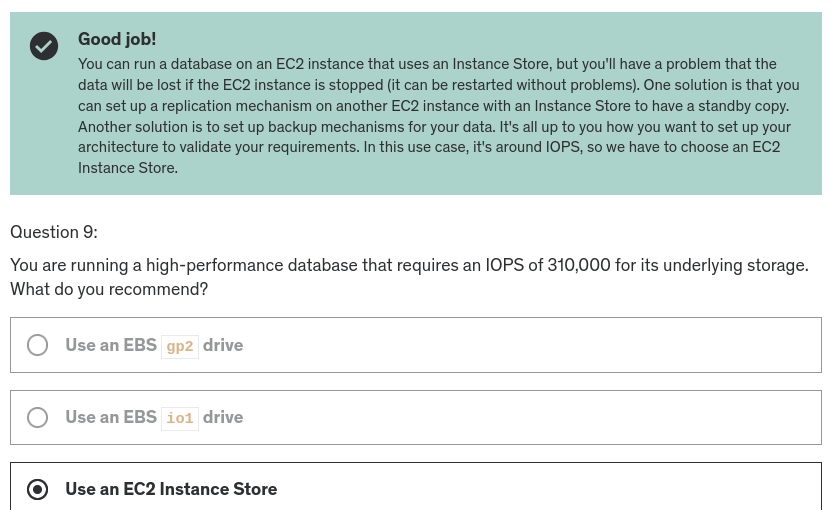 Good job!
You can run a database on an EC2 instance that uses an Instance Store, but you'll have a problem that the
data will be lost if the EC2 instance is stopped (it can be restarted without problems). One solution is that you
can set up a replication mechanism on another EC2 instance with an Instance Store to have a standby copy.
Another solution is to set up backup mechanisms for your data. It's all up to you how you want to set up your
architecture to validate your requirements. In this use case, it's around IOPS, so we have to choose an EC2
Instance Store.
Question 9:
You are running a high-performance database that requires an IOPS of 310,000 for its underlying storage.
What do you recommend?
Use an EBS gp2 drive
Use an EBS io1 drive
Use an EC2 Instance Store